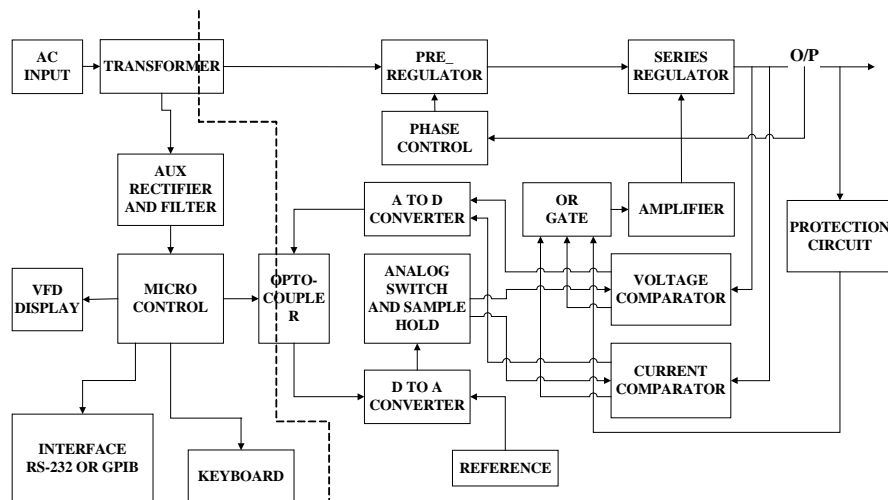 AC
INPUT
TRANSFORMER
PRE_
REGULATOR
SERIES
REGULATOR
O/P
PHASE
CONTROL
AUX
RECTIFIER
AND FILTER
A TO D
CONVERTER
OR
GATE
AMPLIFIER
PROTECTION
CIRCUIT
VFD
DISPLAY
MICRO
CONTROL
OPTO-
COUPLE
R
ANALOG
SWITCH
AND SAMPLE
HOLD
VOLTAGE
COMPARATOR
CURRENT
COMPARATOR
D TO A
CONVERTER
INTERFACE
RS-232 OR GPIB
KEYBOARD
REFERENCE